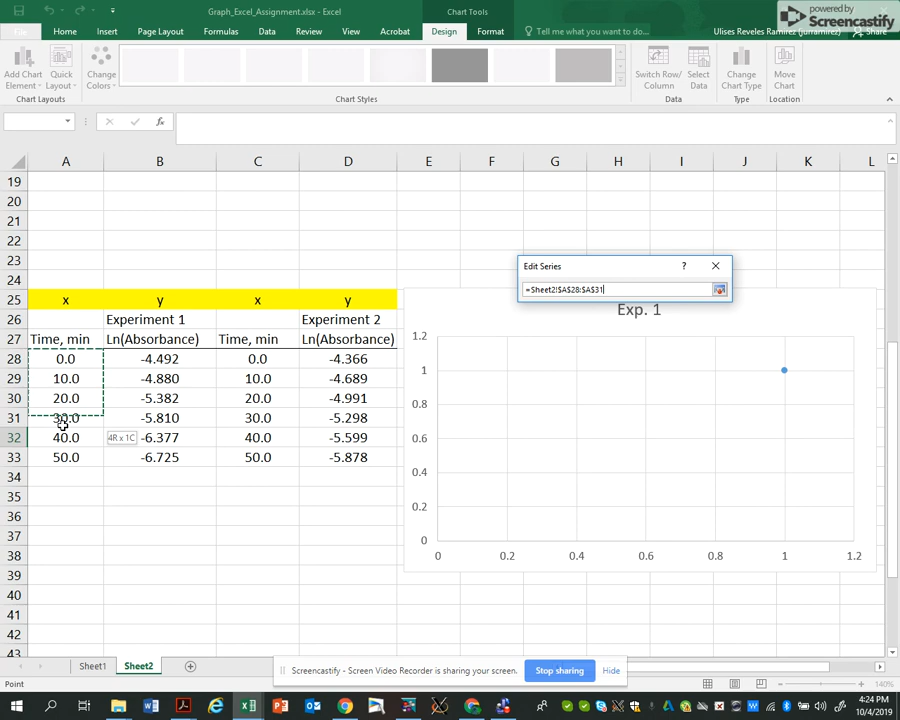 Graph_Excel_Assignment.xlsx - Excel
Chart Tools
powered by
Screencastify
Home Insert Page Layout Formulas Data Review View Acrobat Design Format Tell me what you want to do... Ulises Reveles Ramirez (jurramirez) Share
Add Chart Element
Quick Layout
Change Colors
Switch Row/ Column
Select Data
Change Chart Type
Move Chart
Chart Layouts Chart Styles Data Type Location
fx
A B C D E F G H I J K L
19
20
21
22
23
24
25 x y x y
26 Experiment 1 Experiment 2
27 Time, min Ln(Absorbance) Time, min Ln(Absorbance)
28 0.0 -4.492 0.0 -4.366
29 10.0 -4.880 10.0 -4.689
30 20.0 -5.382 20.0 -4.991
31 30.0 -5.810 30.0 -5.298
32 40.0 4R x 1C -6.377 40.0 -5.599
33 50.0 -6.725 50.0 -5.878
34
35
36
37
38
39
40
41
42
43
Edit Series ?
=Sheet2!$A$28:$A$31
Exp. 1
1.2
1
0.8
0.6
0.4
0.2
0
0 0.2 0.4 0.6 0.8 1 1.2
Sheet1 Sheet2
Screencastify - Screen Video Recorder is sharing your screen. Stop sharing Hide
Point
140%
4:24 PM
10/4/2019